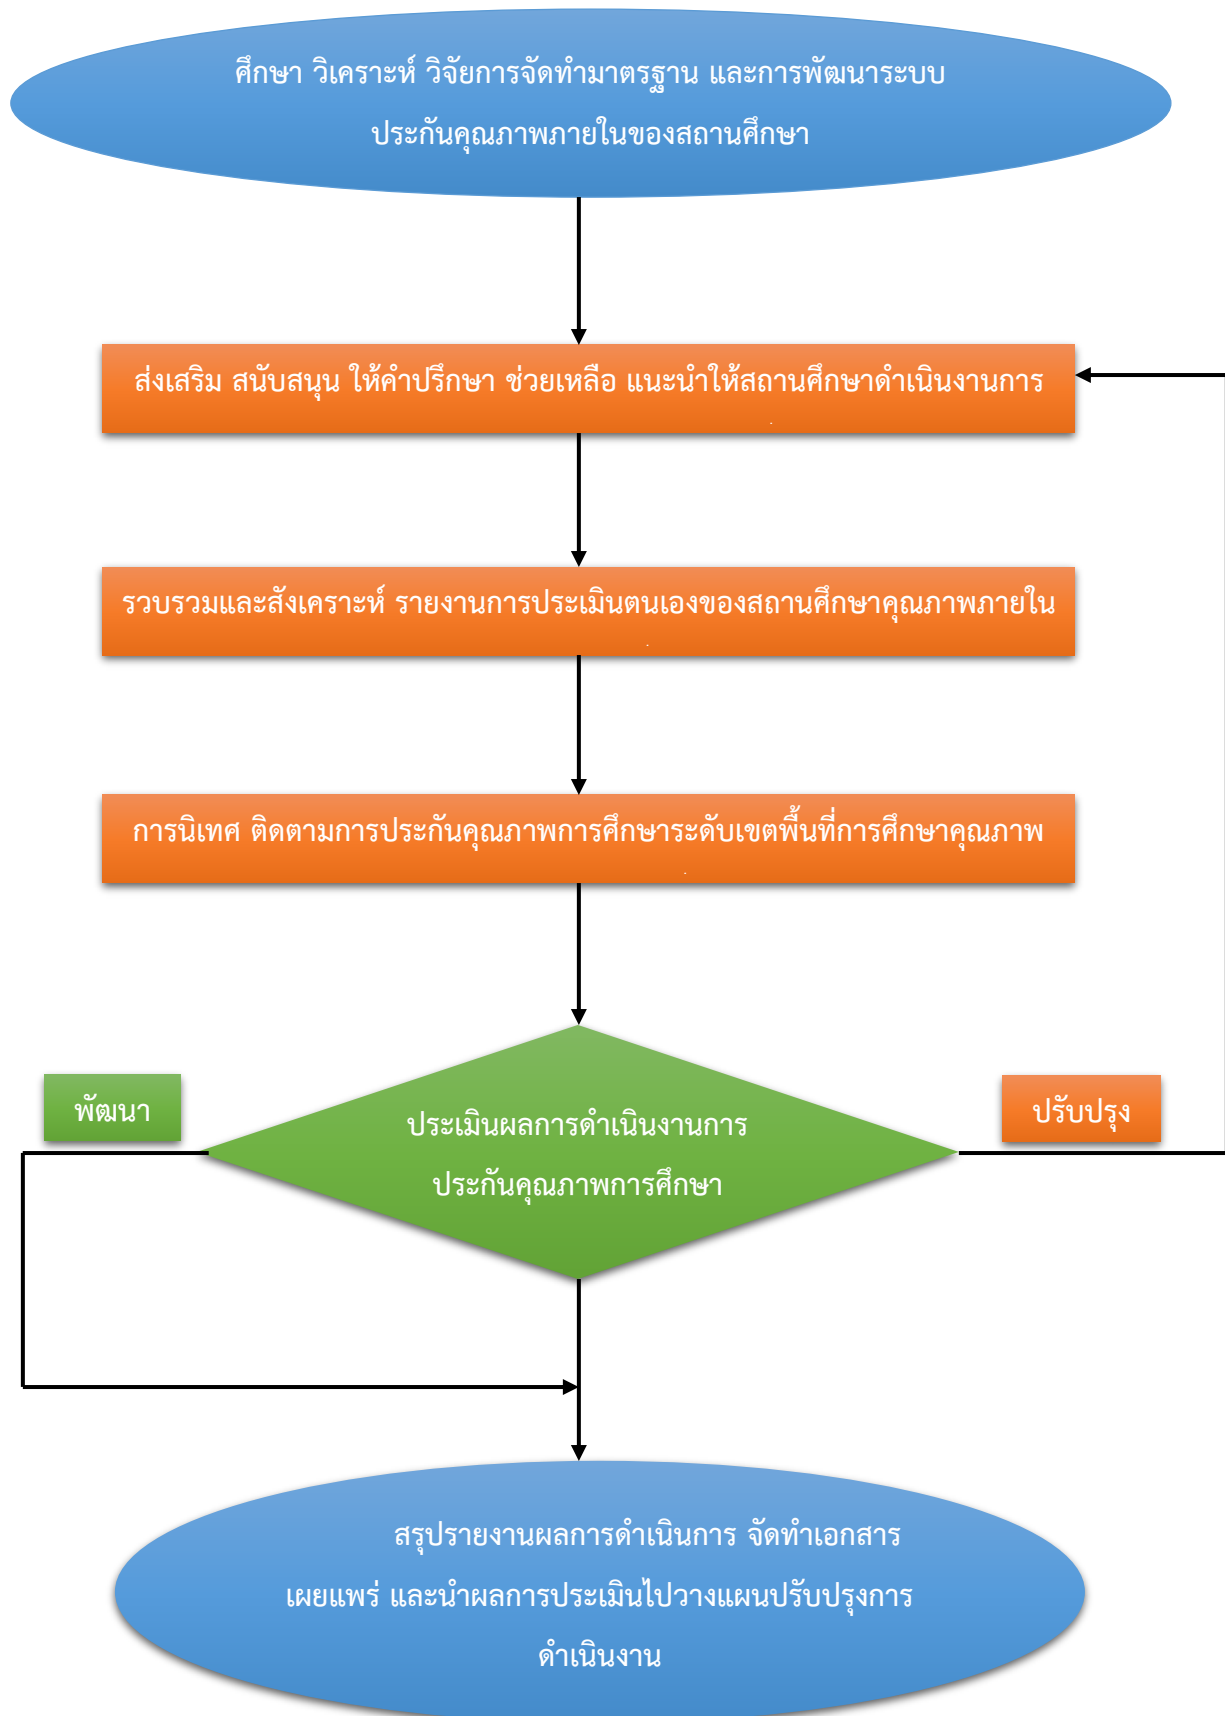 ศึกษา วิเคราะห์ วิจัยการจัดทำมาตรฐาน และการพัฒนาระบบ
ประกันคุณภาพภายในของสถานศึกษา
ส่งเสริม สนับสนุน ให้คำปรึกษา ช่วยเหลือ แนะนำให้สถานศึกษาดำเนินงานการ
รวบรวมและสังเคราะห์ รายงานการประเมินตนเองของสถานศึกษาคุณภาพภายใน
การนิเทศ ติดตามการประกันคุณภาพการศึกษาระดับเขตพื้นที่การศึกษาคุณภาพ
พัฒนา
ปรับปรุง
ประเมินผลการดำเนินงานการ
ประกันคุณภาพการศึกษา
สรุปรายงานผลการดำเนินการ จัดทำเอกสาร
เผยแพร่ และนำผลการประเมินไปวางแผนปรับปรุงการ
ดำเนินงาน